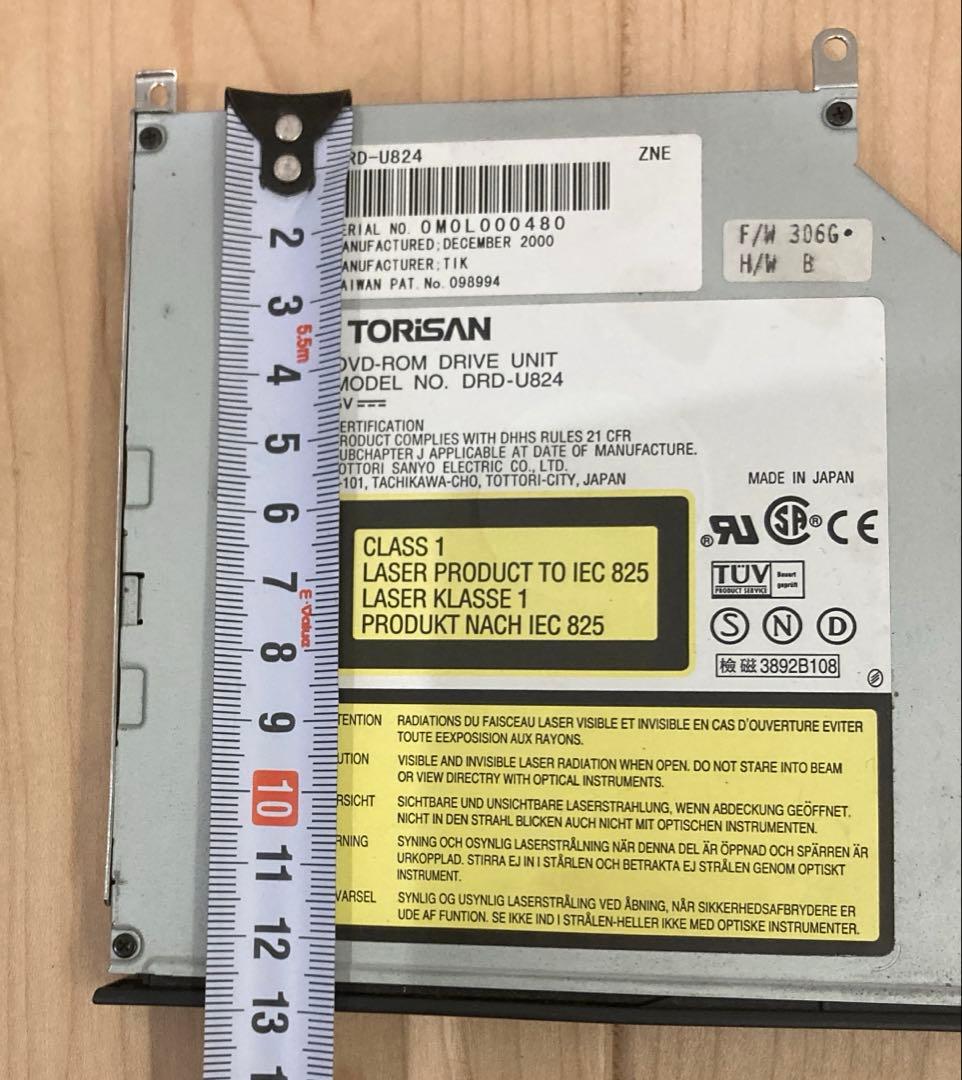 RD-U824
ZNE
ERIAL NO. 0M0L000480
ANUFACTURED; DECEMBER 2000
ANUFACTURER; TIK
AIWAN PAT. No. 098994
F/W 306G
H/W B
TORiSAN
DVD-ROM DRIVE UNIT
MODEL NO. DRD-U824
5V
ERTIFICATION
RODUCT COMPLIES WITH DHHS RULES 21 CFR
UBCHAPTER J APPLICABLE AT DATE OF MANUFACTURE.
OTTORI SANYO ELECTRIC CO., LTD.
-101, TACHIKAWA-CHO, TOTTORI-CITY, JAPAN
MADE IN JAPAN
CLASS 1
LASER PRODUCT TO IEC 825
LASER KLASSE 1
PRODUKT NACH IEC 825
SA ® CE
TÜV
PRODUCT SERVICE
Bauart
geprüft
S N D
檢磁 3892B108
TENTION RADIATIONS DU FAISCEAU LASER VISIBLE ET INVISIBLE EN CAS D'OUVERTURE EVITER
TOUTE EEXPOSISION AUX RAYONS.
UTION VISIBLE AND INVISIBLE LASER RADIATION WHEN OPEN. DO NOT STARE INTO BEAM
OR VIEW DIRECTRY WITH OPTICAL INSTRUMENTS.
RSICHT SICHTBARE UND UNSICHTBARE LASERSTRAHLUNG, WENN ABDECKUNG GEÖFFNET,
NICHT IN DEN STRAHL BLICKEN AUCH NICHT MIT OPTISCHEN INSTRUMENTEN.
RNING SYNING OCH OSYNLIG LASERSTRÅLNING NÄR DENNA DEL ÄR ÖPPNAD OCH SPÄRREN ÄR
URKOPPLAD. STIRRA EJ IN I STÅRLEN OCH BETRAKTA EJ STRÅLEN GENOM OPTISKT
INSTRUMENT.
VARSEL SYNLIG OG USYNLIG LASERSTRÅLING VED ÅBNING, NÅR SIKKERHEDSAFBRYDERE ER
UDE AF FUNTION. SE IKKE IND I STRÅLEN-HELLER IKKE MED OPTISKE INSTRUMENTER.
2
3
5.5m
4
5
6
7
E-Value
8
9
10
11
12
13